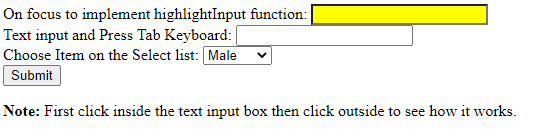 On focus to implement highlightInput function:
Text input and Press Tab Keyboard:
Choose Item on the Select list: Male
Submit
Note: First click inside the text input box then click outside to see how it works.